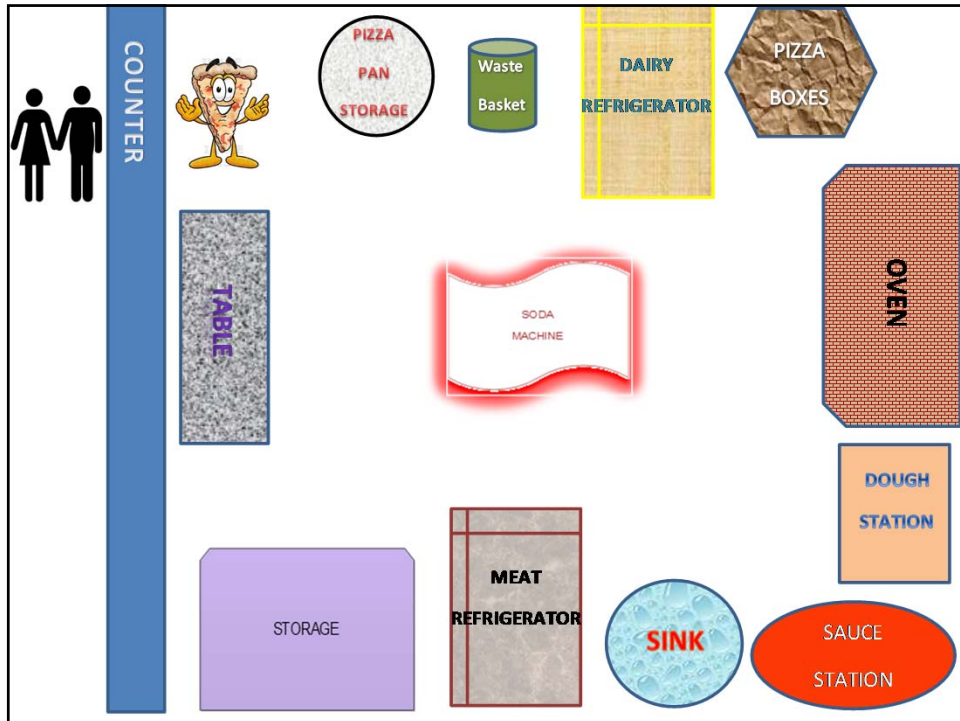 COUNTER
PIZZA
PAN
STORAGE
Waste
Basket
DAIRY
REFRIGERATOR
PIZZA
BOXES
TABLE
SODA
MACHINE
OVEN
DOUGH
STATION
STORAGE
MEAT
REFRIGERATOR
SINK
SAUCE
STATION